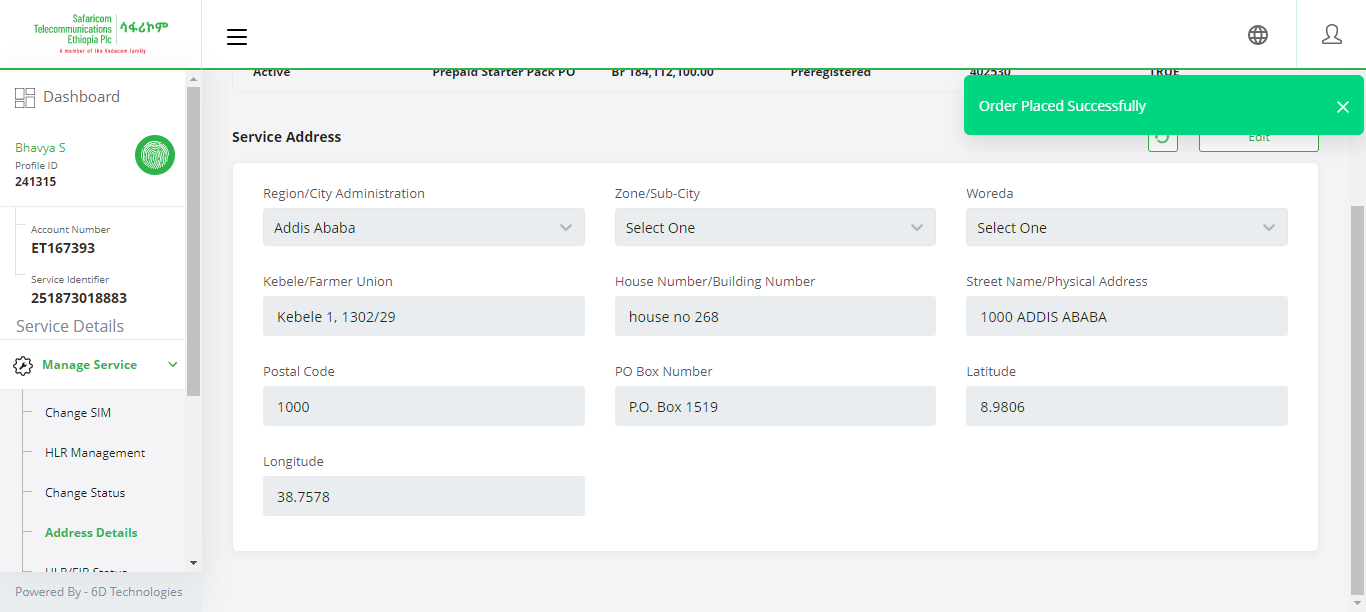 Safaricom
Telecommunications
Ethiopia Plc
ሳፋሪኮም
A member of the Vodacom family
Active Prepaid Starter Pack PO Br 184,112,100.00 Preregistered 402530 TRUE
Order Placed Successfully
Dashboard
Bhavya S
Profile ID
241315
Account Number
ET167393
Service Identifier
251873018883
Service Details
Manage Service
Change SIM
HLR Management
Change Status
Address Details
HLR/EIR Status
Powered By - 6D Technologies
Service Address
Edit
Region/City Administration Zone/Sub-City Woreda
Addis Ababa Select One Select One
Kebele/Farmer Union House Number/Building Number Street Name/Physical Address
Kebele 1, 1302/29 house no 268 1000 ADDIS ABABA
Postal Code PO Box Number Latitude
1000 P.O. Box 1519 8.9806
Longitude
38.7578